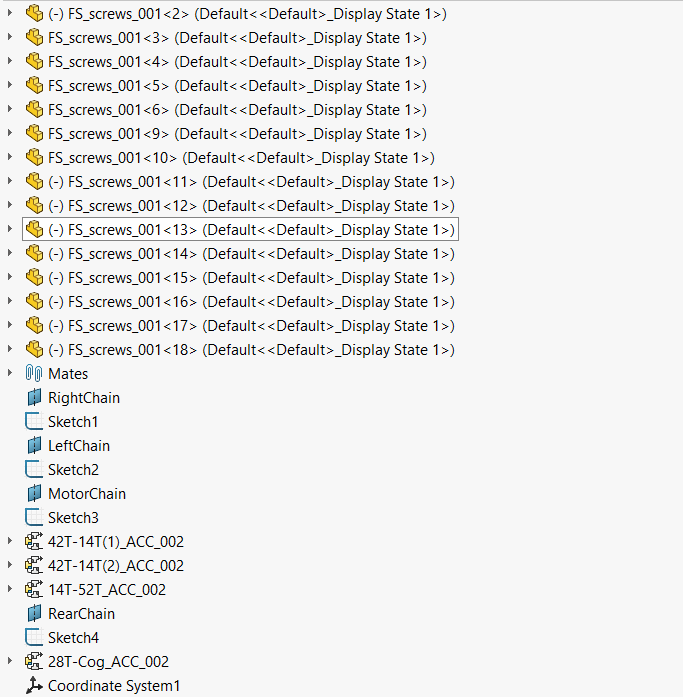 (-) FS_screws_001<2> (Default<<Default>_Display State 1>)
FS_screws_001<3> (Default<<Default>_Display State 1>)
FS_screws_001<4> (Default<<Default>_Display State 1>)
FS_screws_001<5> (Default<<Default>_Display State 1>)
FS_screws_001<6> (Default<<Default>_Display State 1>)
FS_screws_001<9> (Default<<Default>_Display State 1>)
FS_screws_001<10> (Default<<Default>_Display State 1>)
(-) FS_screws_001<11> (Default<<Default>_Display State 1>)
(-) FS_screws_001<12> (Default<<Default>_Display State 1>)
(-) FS_screws_001<13> (Default<<Default>_Display State 1>)
(-) FS_screws_001<14> (Default<<Default>_Display State 1>)
(-) FS_screws_001<15> (Default<<Default>_Display State 1>)
(-) FS_screws_001<16> (Default<<Default>_Display State 1>)
(-) FS_screws_001<17> (Default<<Default>_Display State 1>)
(-) FS_screws_001<18> (Default<<Default>_Display State 1>)
Mates
RightChain
Sketch1
LeftChain
Sketch2
MotorChain
Sketch3
42T-14T(1)_ACC_002
42T-14T(2)_ACC_002
14T-52T_ACC_002
RearChain
Sketch4
28T-Cog_ACC_002
Coordinate System1